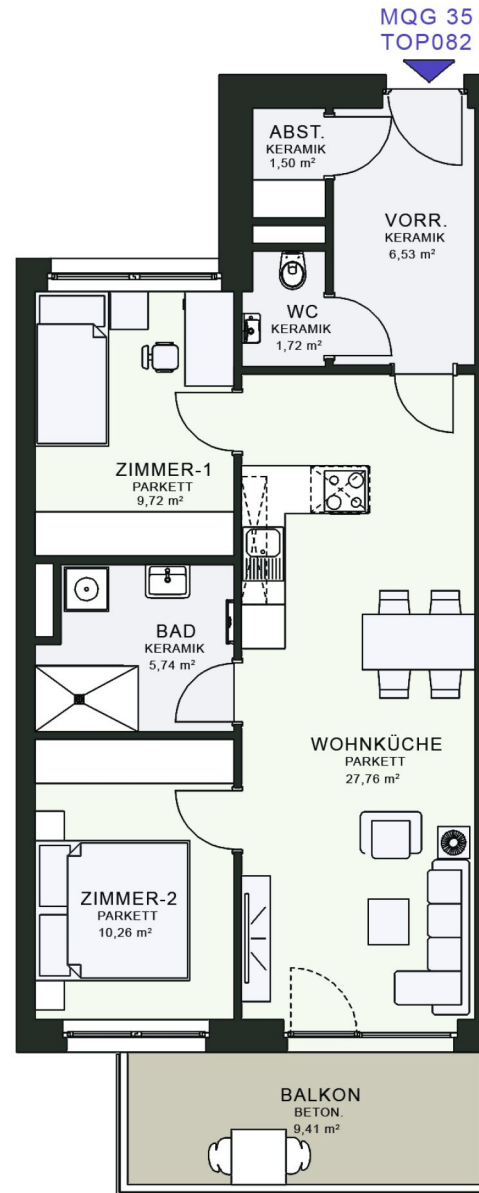 MQG 35
TOP082
ABST.
KERAMIK
1,50 m²
VORR.
KERAMIK
6,53 m²
WC
KERAMIK
1,72 m²
ZIMMER-1
PARKETT
9,72 m²
BAD
KERAMIK
5,74 m²
WOHNKÜCHE
PARKETT
27,76 m²
ZIMMER-2
PARKETT
10,26 m²
BALKON
BETON.
9,41 m²